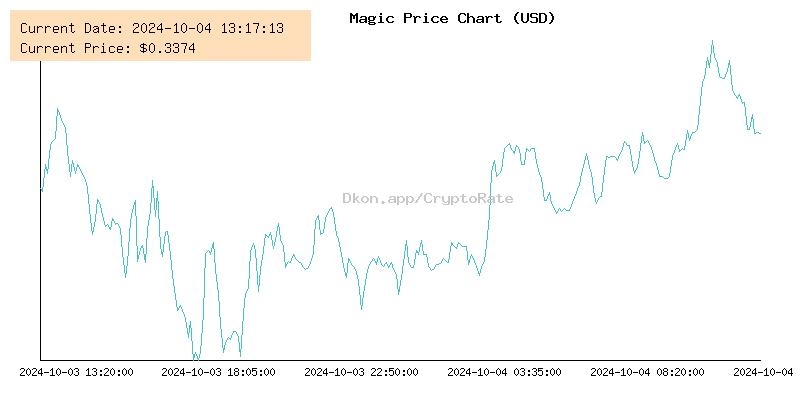 Magic Price Chart (USD)
Current Date: 2024-10-04 13:17:13
Current Price: $0.3374
Dkon.app/CryptoRate
2024-10-03 13:20:00 2024-10-03 18:05:00 2024-10-03 22:50:00 2024-10-04 03:35:00 2024-10-04 08:20:00 2024-10-04